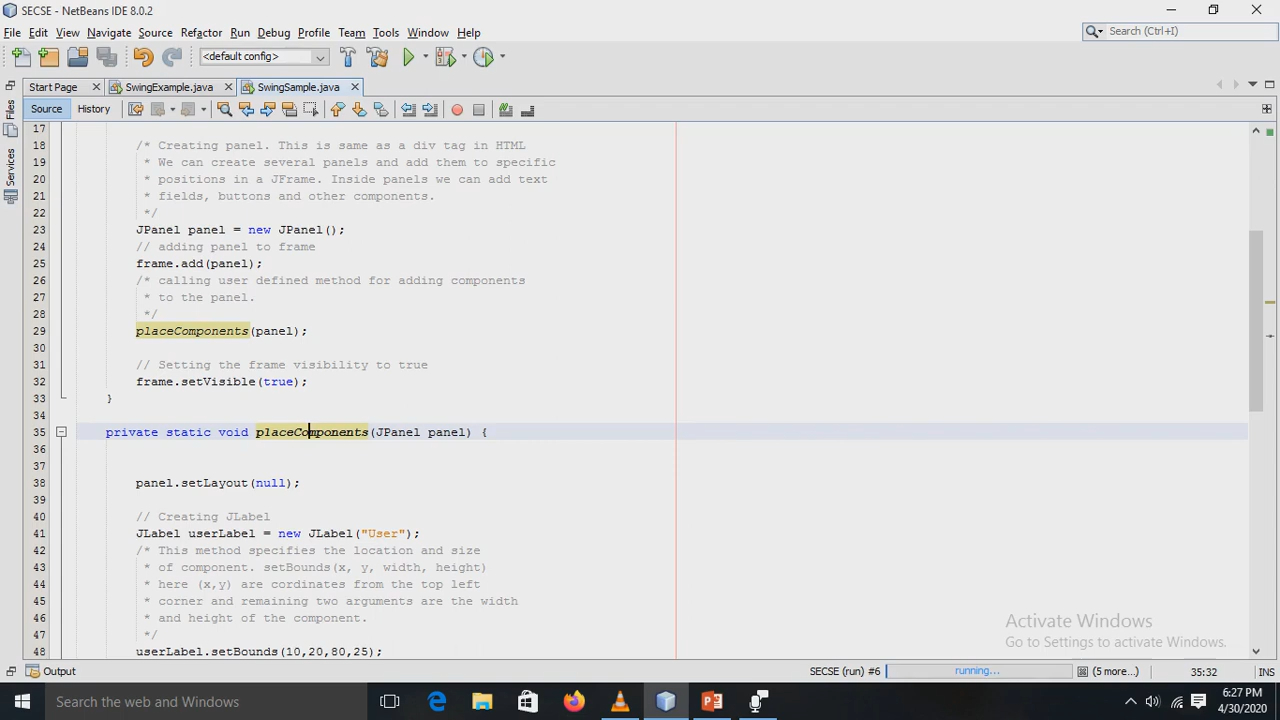 SECSE - NetBeans IDE 8.0.2
File Edit View Navigate Source Refactor Run Debug Profile Team Tools Window Help
Search (Ctrl+I)
<default config>
Start Page SwingExample.java SwingSample.java
Source History
Files
Services
17
18 /* Creating panel. This is same as a div tag in HTML
19 * We can create several panels and add them to specific
20 * positions in a JFrame. Inside panels we can add text
21 * fields, buttons and other components.
22 */
23 JPanel panel = new JPanel();
24 // adding panel to frame
25 frame.add(panel);
26 /* calling user defined method for adding components
27 * to the panel.
28 */
29 placeComponents(panel);
30
31 // Setting the frame visibility to true
32 frame.setVisible(true);
33 }
34
35 private static void placeComponents(JPanel panel) {
36
37
38 panel.setLayout(null);
39
40 // Creating JLabel
41 JLabel userLabel = new JLabel("User");
42 /* This method specifies the location and size
43 * of component. setBounds(x, y, width, height)
44 * here (x,y) are cordinates from the top left
45 * corner and remaining two arguments are the width
46 * and height of the component.
47 */
48 userLabel.setBounds(10,20,80,25);
Activate Windows
Go to Settings to activate Windows.
Output SECSE (run) #6 running... (5 more...) 35:32 INS
Search the web and Windows
6:27 PM
4/30/2020